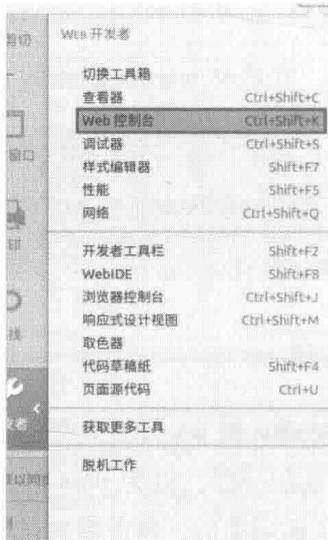 剪切
Web 开发者
切换工具箱
查看器 Ctrl+Shift+C
Web 控制台 Ctrl+Shift+K
调试器 Ctrl+Shift+S
窗口
样式编辑器 Shift+F7
性能 Shift+F5
网络 Ctrl+Shift+Q
印
开发者工具栏 Shift+F2
WebIDE Shift+F8
浏览器控制台 Ctrl+Shift+J
响应式设计视图 Ctrl+Shift+M
找
取色器
代码草稿纸 Shift+F4
页面源代码 Ctrl+U
发者
获取更多工具
脱机工作